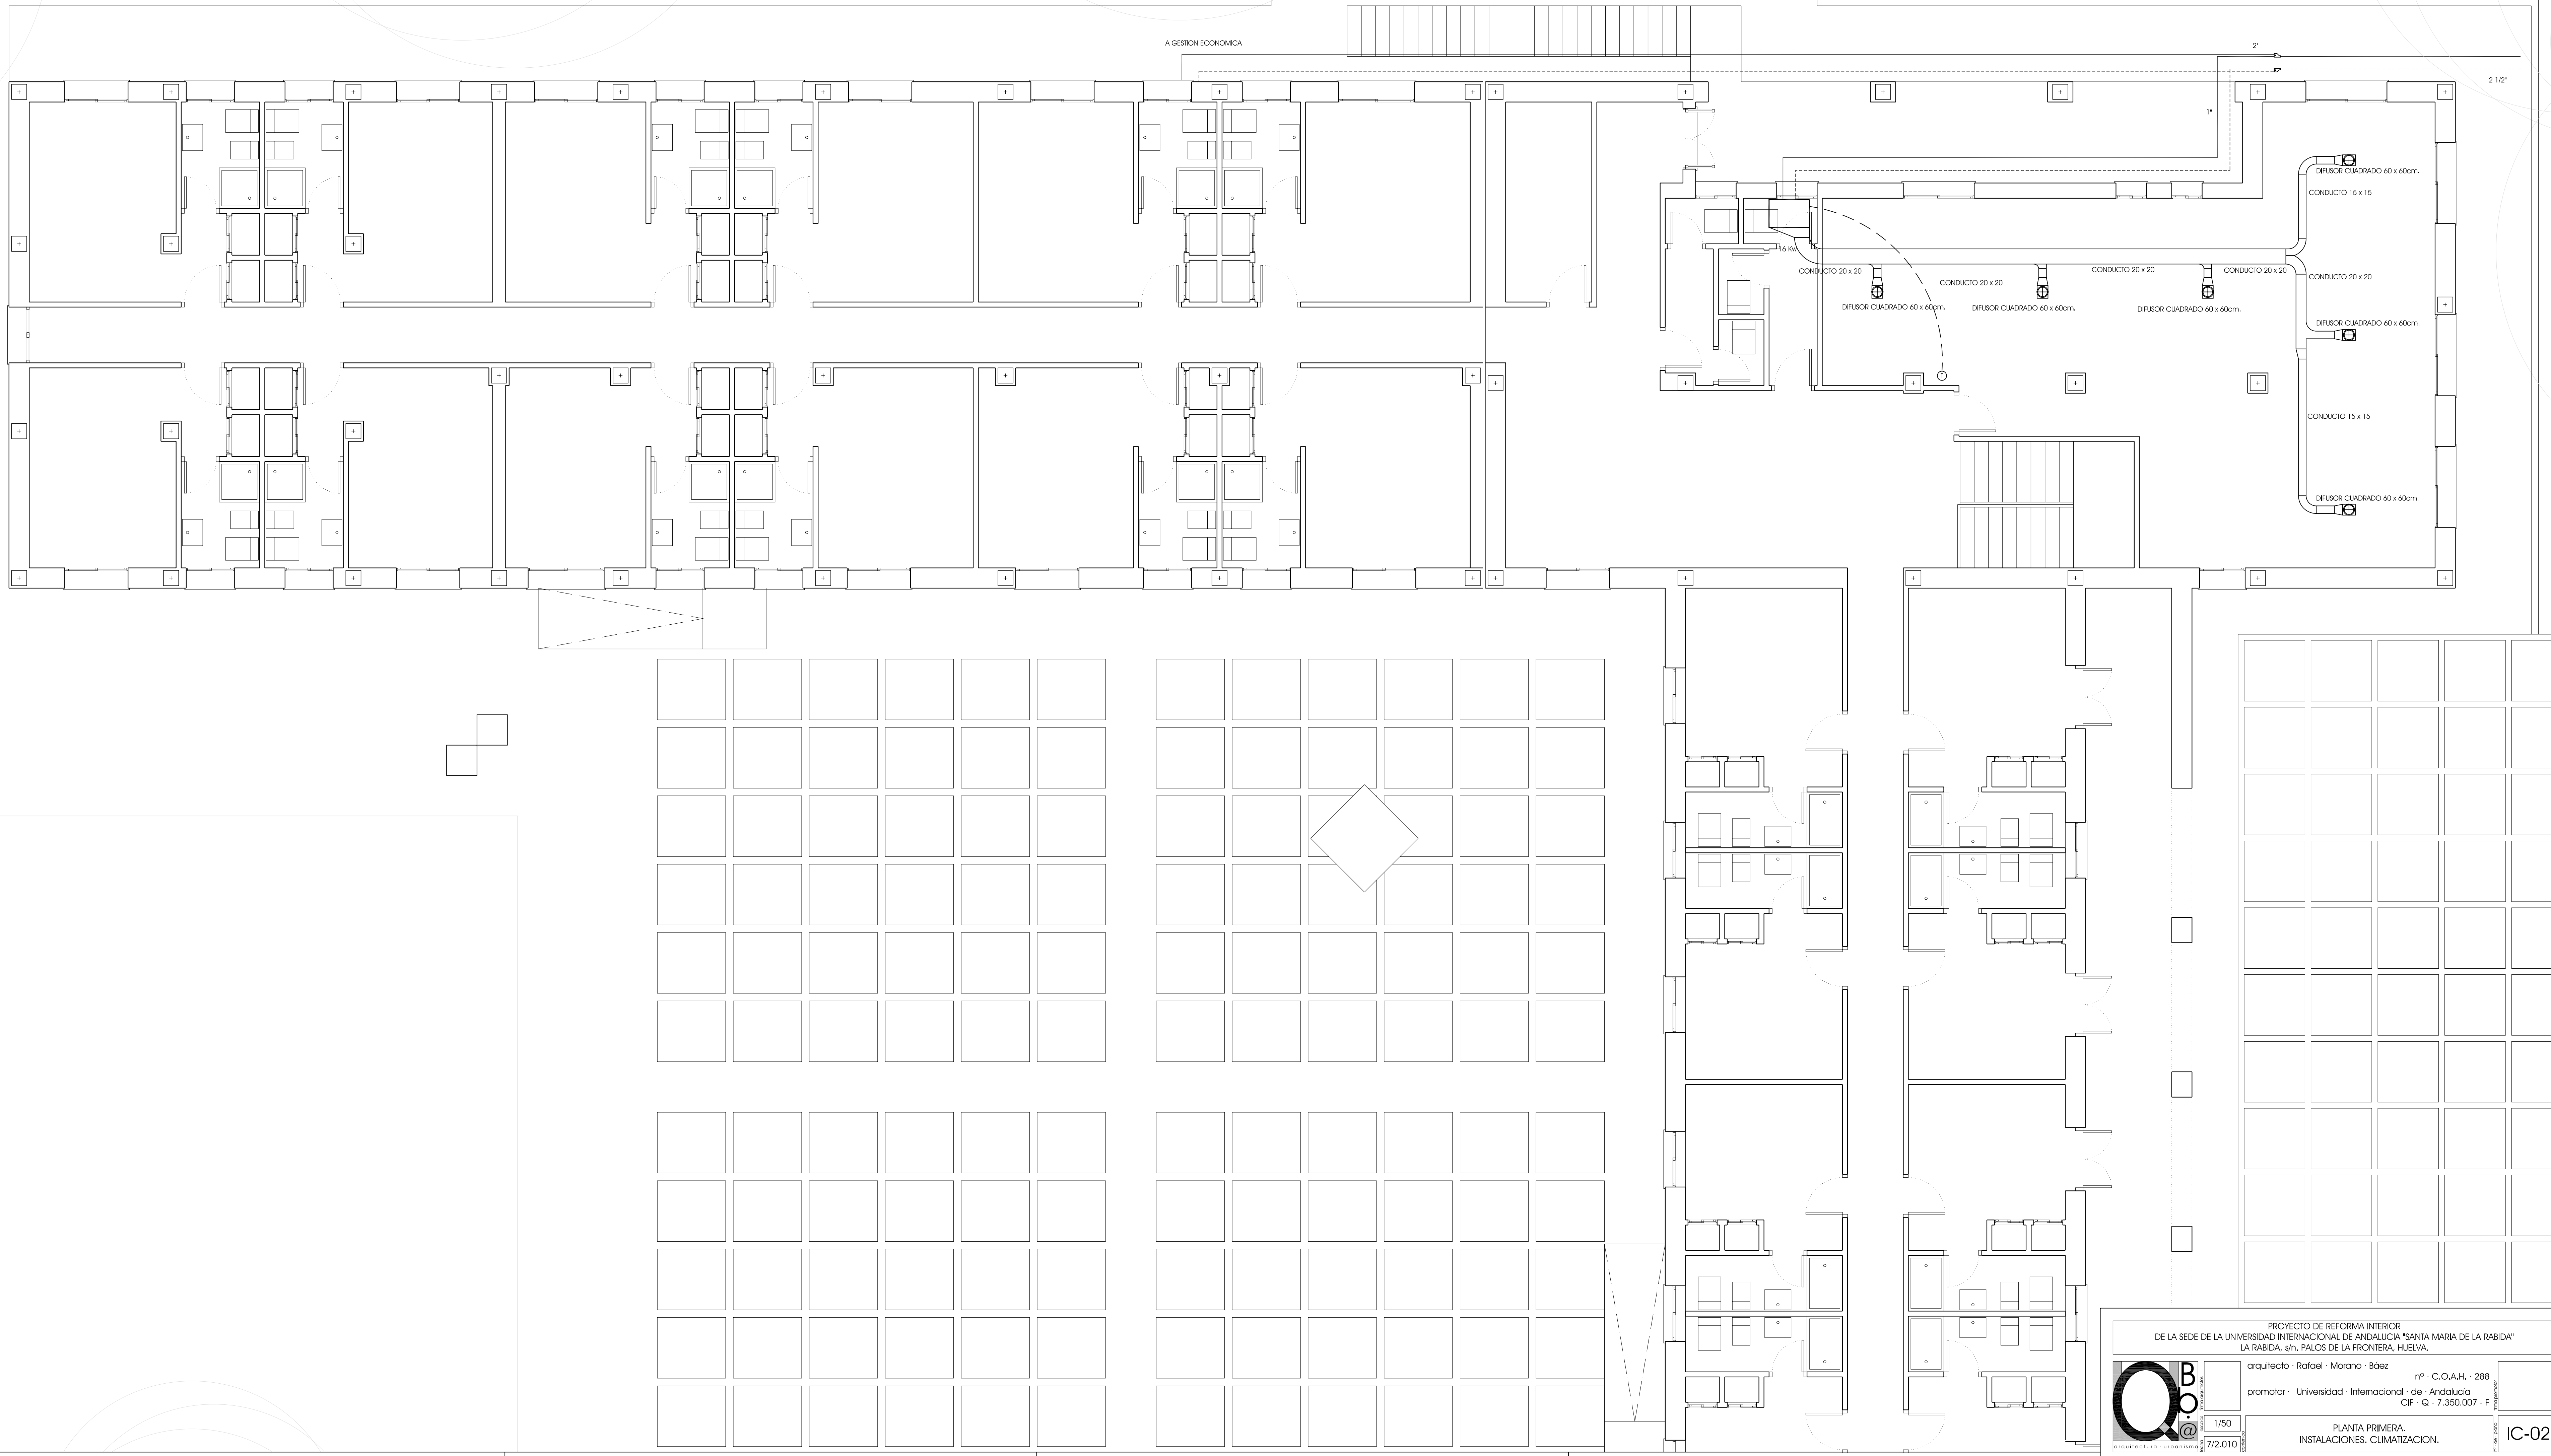 A GESTION ECONOMICA
2"
2 1/2"
1"
DIFUSOR CUADRADO 60 x 60cm.
CONDUCTO 15 x 15
16 Kw
CONDUCTO 20 x 20
CONDUCTO 20 x 20
CONDUCTO 20 x 20
CONDUCTO 20 x 20
CONDUCTO 20 x 20
DIFUSOR CUADRADO 60 x 60cm.
DIFUSOR CUADRADO 60 x 60cm.
DIFUSOR CUADRADO 60 x 60cm.
DIFUSOR CUADRADO 60 x 60cm.
T
CONDUCTO 15 x 15
DIFUSOR CUADRADO 60 x 60cm.
PROYECTO DE REFORMA INTERIOR
DE LA SEDE DE LA UNIVERSIDAD INTERNACIONAL DE ANDALUCIA "SANTA MARIA DE LA RABIDA"
LA RABIDA, s/n. PALOS DE LA FRONTERA, HUELVA.
QBb.@
arquitectura · urbanismo
arquitecto · Rafael · Morano · Báez
nº · C.O.A.H. · 288
promotor · Universidad · Internacional · de · Andalucía
CIF · Q - 7.350.007 - F
firma promotor
1/50
7/2.010
PLANTA PRIMERA.
INSTALACIONES. CLIMATIZACION.
IC-02